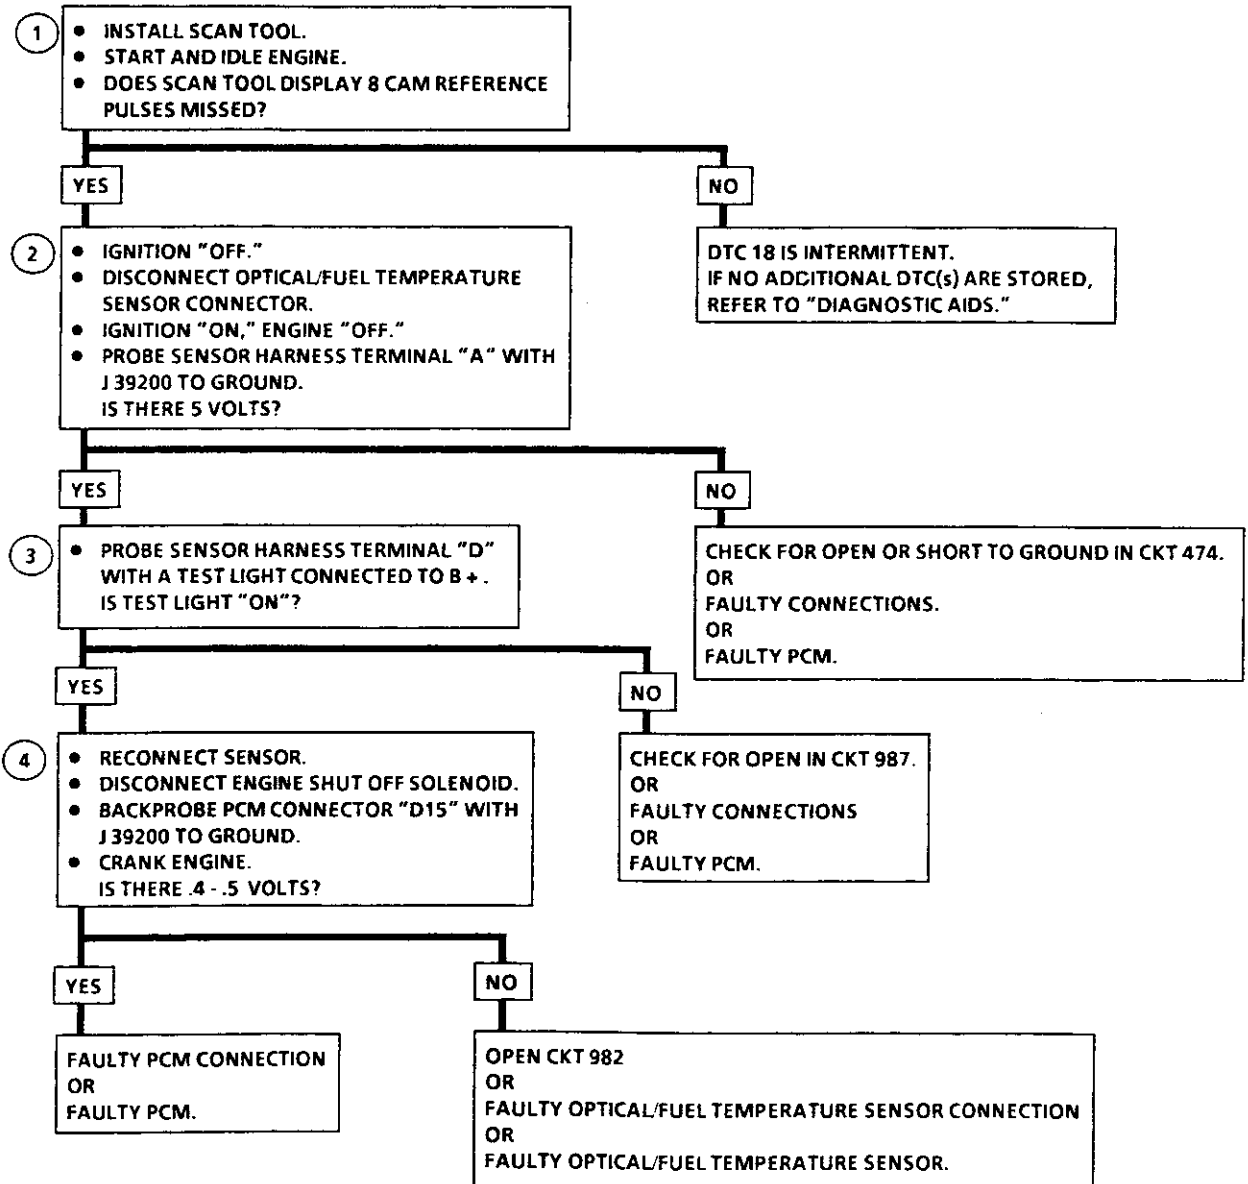 1
• INSTALL SCAN TOOL.
• START AND IDLE ENGINE.
• DOES SCAN TOOL DISPLAY 8 CAM REFERENCE
PULSES MISSED?
YES
NO
2
• IGNITION "OFF."
• DISCONNECT OPTICAL/FUEL TEMPERATURE
SENSOR CONNECTOR.
• IGNITION "ON," ENGINE "OFF."
• PROBE SENSOR HARNESS TERMINAL "A" WITH
J 39200 TO GROUND.
IS THERE 5 VOLTS?
DTC 18 IS INTERMITTENT.
IF NO ADDITIONAL DTC(s) ARE STORED,
REFER TO "DIAGNOSTIC AIDS."
YES
NO
3
• PROBE SENSOR HARNESS TERMINAL "D"
WITH A TEST LIGHT CONNECTED TO B + .
IS TEST LIGHT "ON"?
CHECK FOR OPEN OR SHORT TO GROUND IN CKT 474.
OR
FAULTY CONNECTIONS.
OR
FAULTY PCM.
YES
NO
4
• RECONNECT SENSOR.
• DISCONNECT ENGINE SHUT OFF SOLENOID.
• BACKPROBE PCM CONNECTOR "D15" WITH
J 39200 TO GROUND.
• CRANK ENGINE.
IS THERE .4 - .5 VOLTS?
CHECK FOR OPEN IN CKT 987.
OR
FAULTY CONNECTIONS
OR
FAULTY PCM.
YES
NO
FAULTY PCM CONNECTION
OR
FAULTY PCM.
OPEN CKT 982
OR
FAULTY OPTICAL/FUEL TEMPERATURE SENSOR CONNECTION
OR
FAULTY OPTICAL/FUEL TEMPERATURE SENSOR.